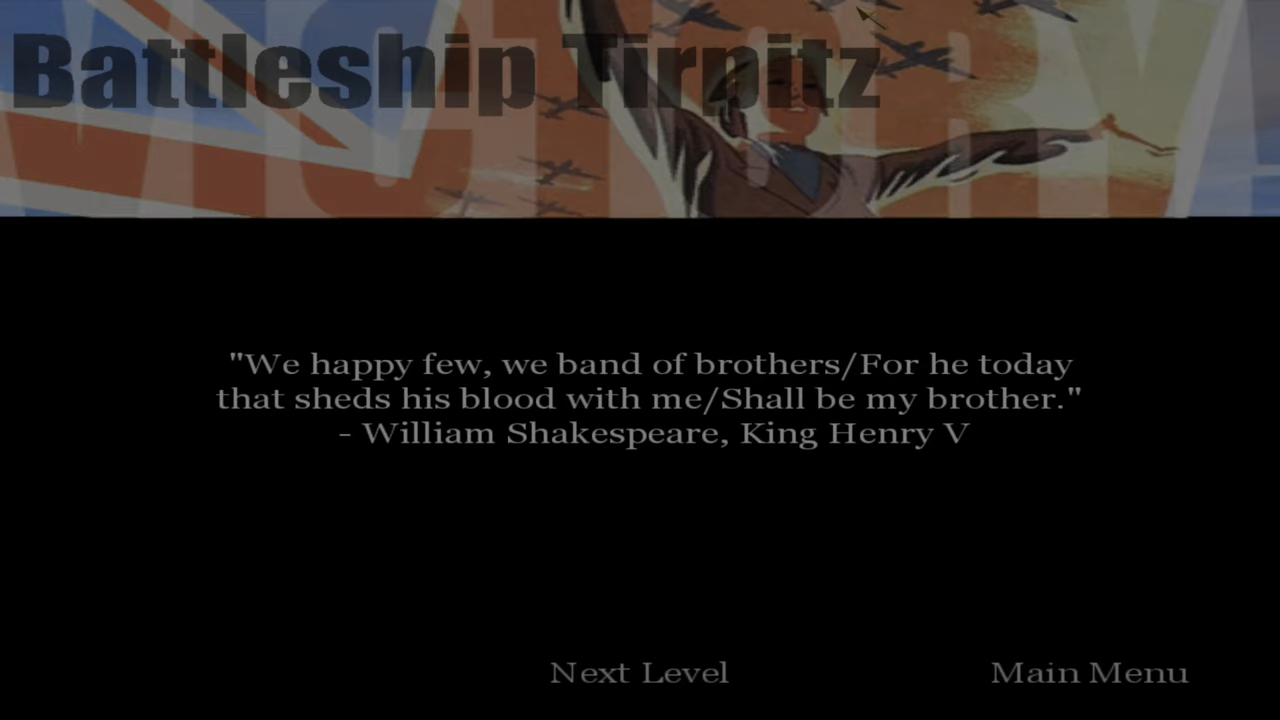 VICTORY
Battleship Tirpitz
"We happy few, we band of brothers/For he today
that sheds his blood with me/Shall be my brother."
- William Shakespeare, King Henry V
Next Level
Main Menu